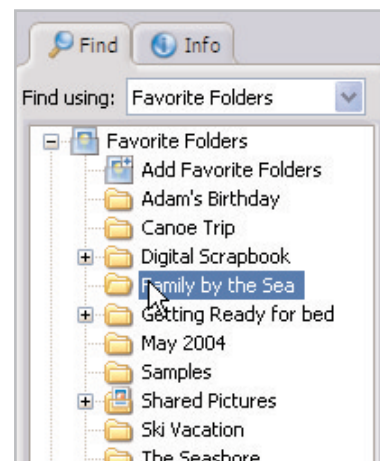 Find Info
Find using: Favorite Folders
Favorite Folders
Add Favorite Folders
Adam's Birthday
Canoe Trip
Digital Scrapbook
Family by the Sea
Getting Ready for bed
May 2004
Samples
Shared Pictures
Ski Vacation
The Seashore